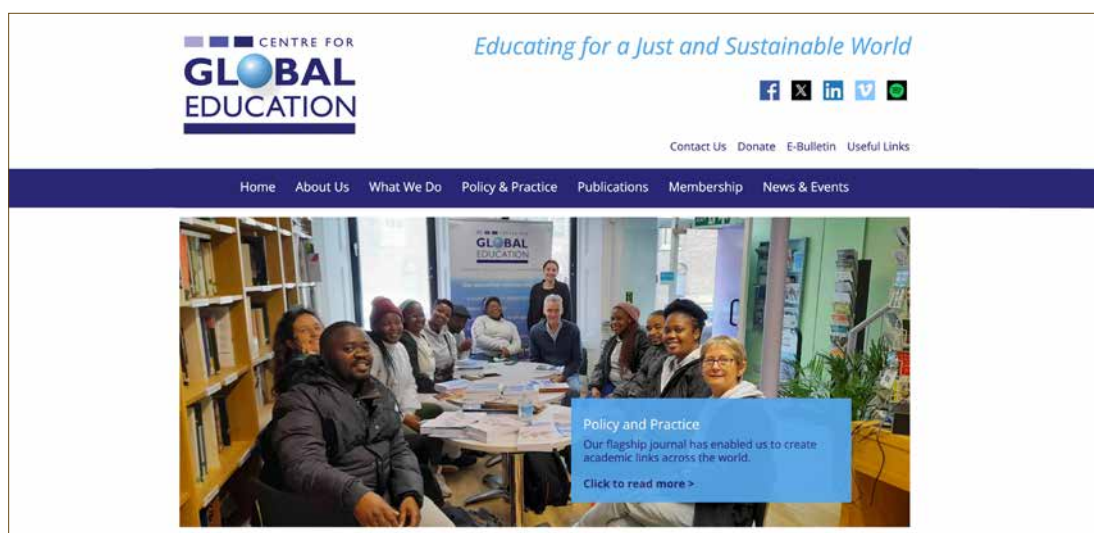 CENTRE FOR
GLOBAL
EDUCATION
Educating for a Just and Sustainable World
Contact Us Donate E-Bulletin Useful Links
Home About Us What We Do Policy & Practice Publications Membership News & Events
GLOBAL
EDUCATION
Policy and Practice
Our flagship journal has enabled us to create
academic links across the world.
Click to read more >